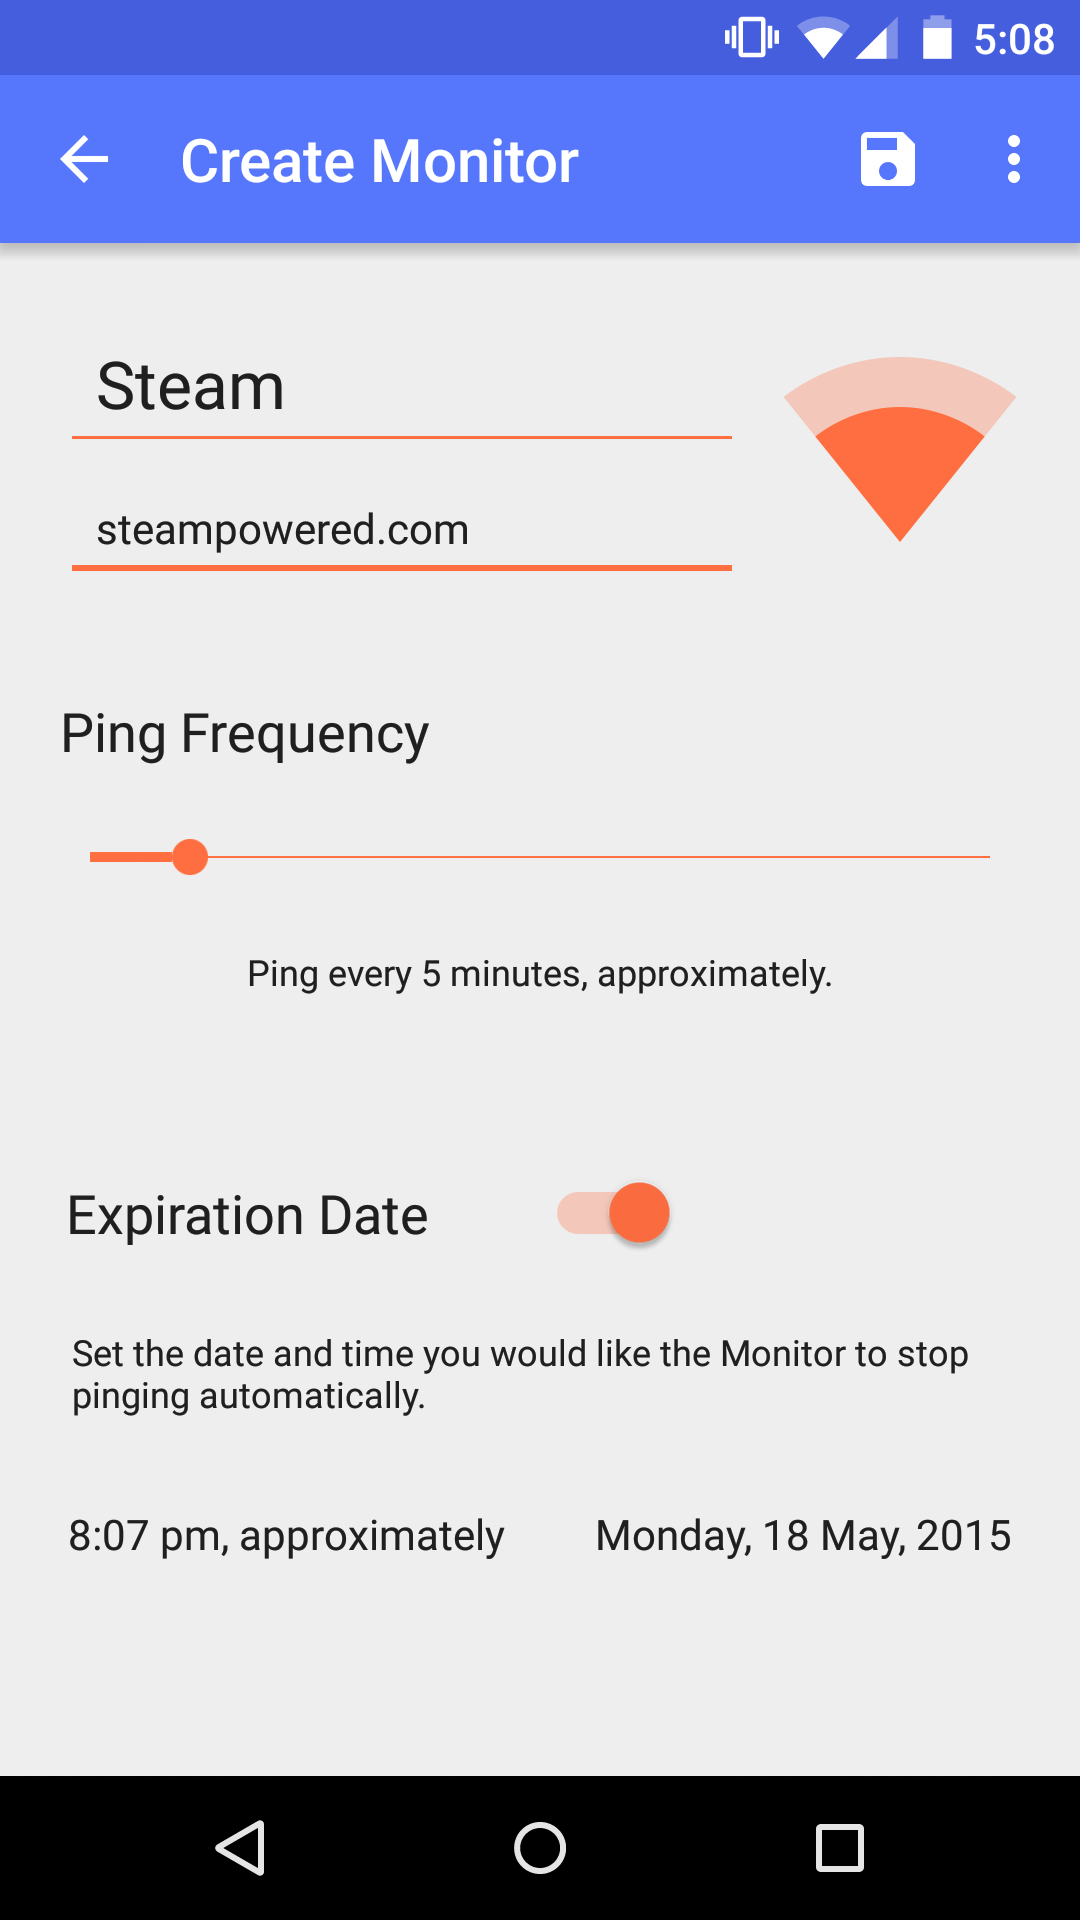 5:08
Create Monitor
Steam
steampowered.com
Ping Frequency
Ping every 5 minutes, approximately.
Expiration Date
Set the date and time you would like the Monitor to stop
pinging automatically.
8:07 pm, approximately Monday, 18 May, 2015